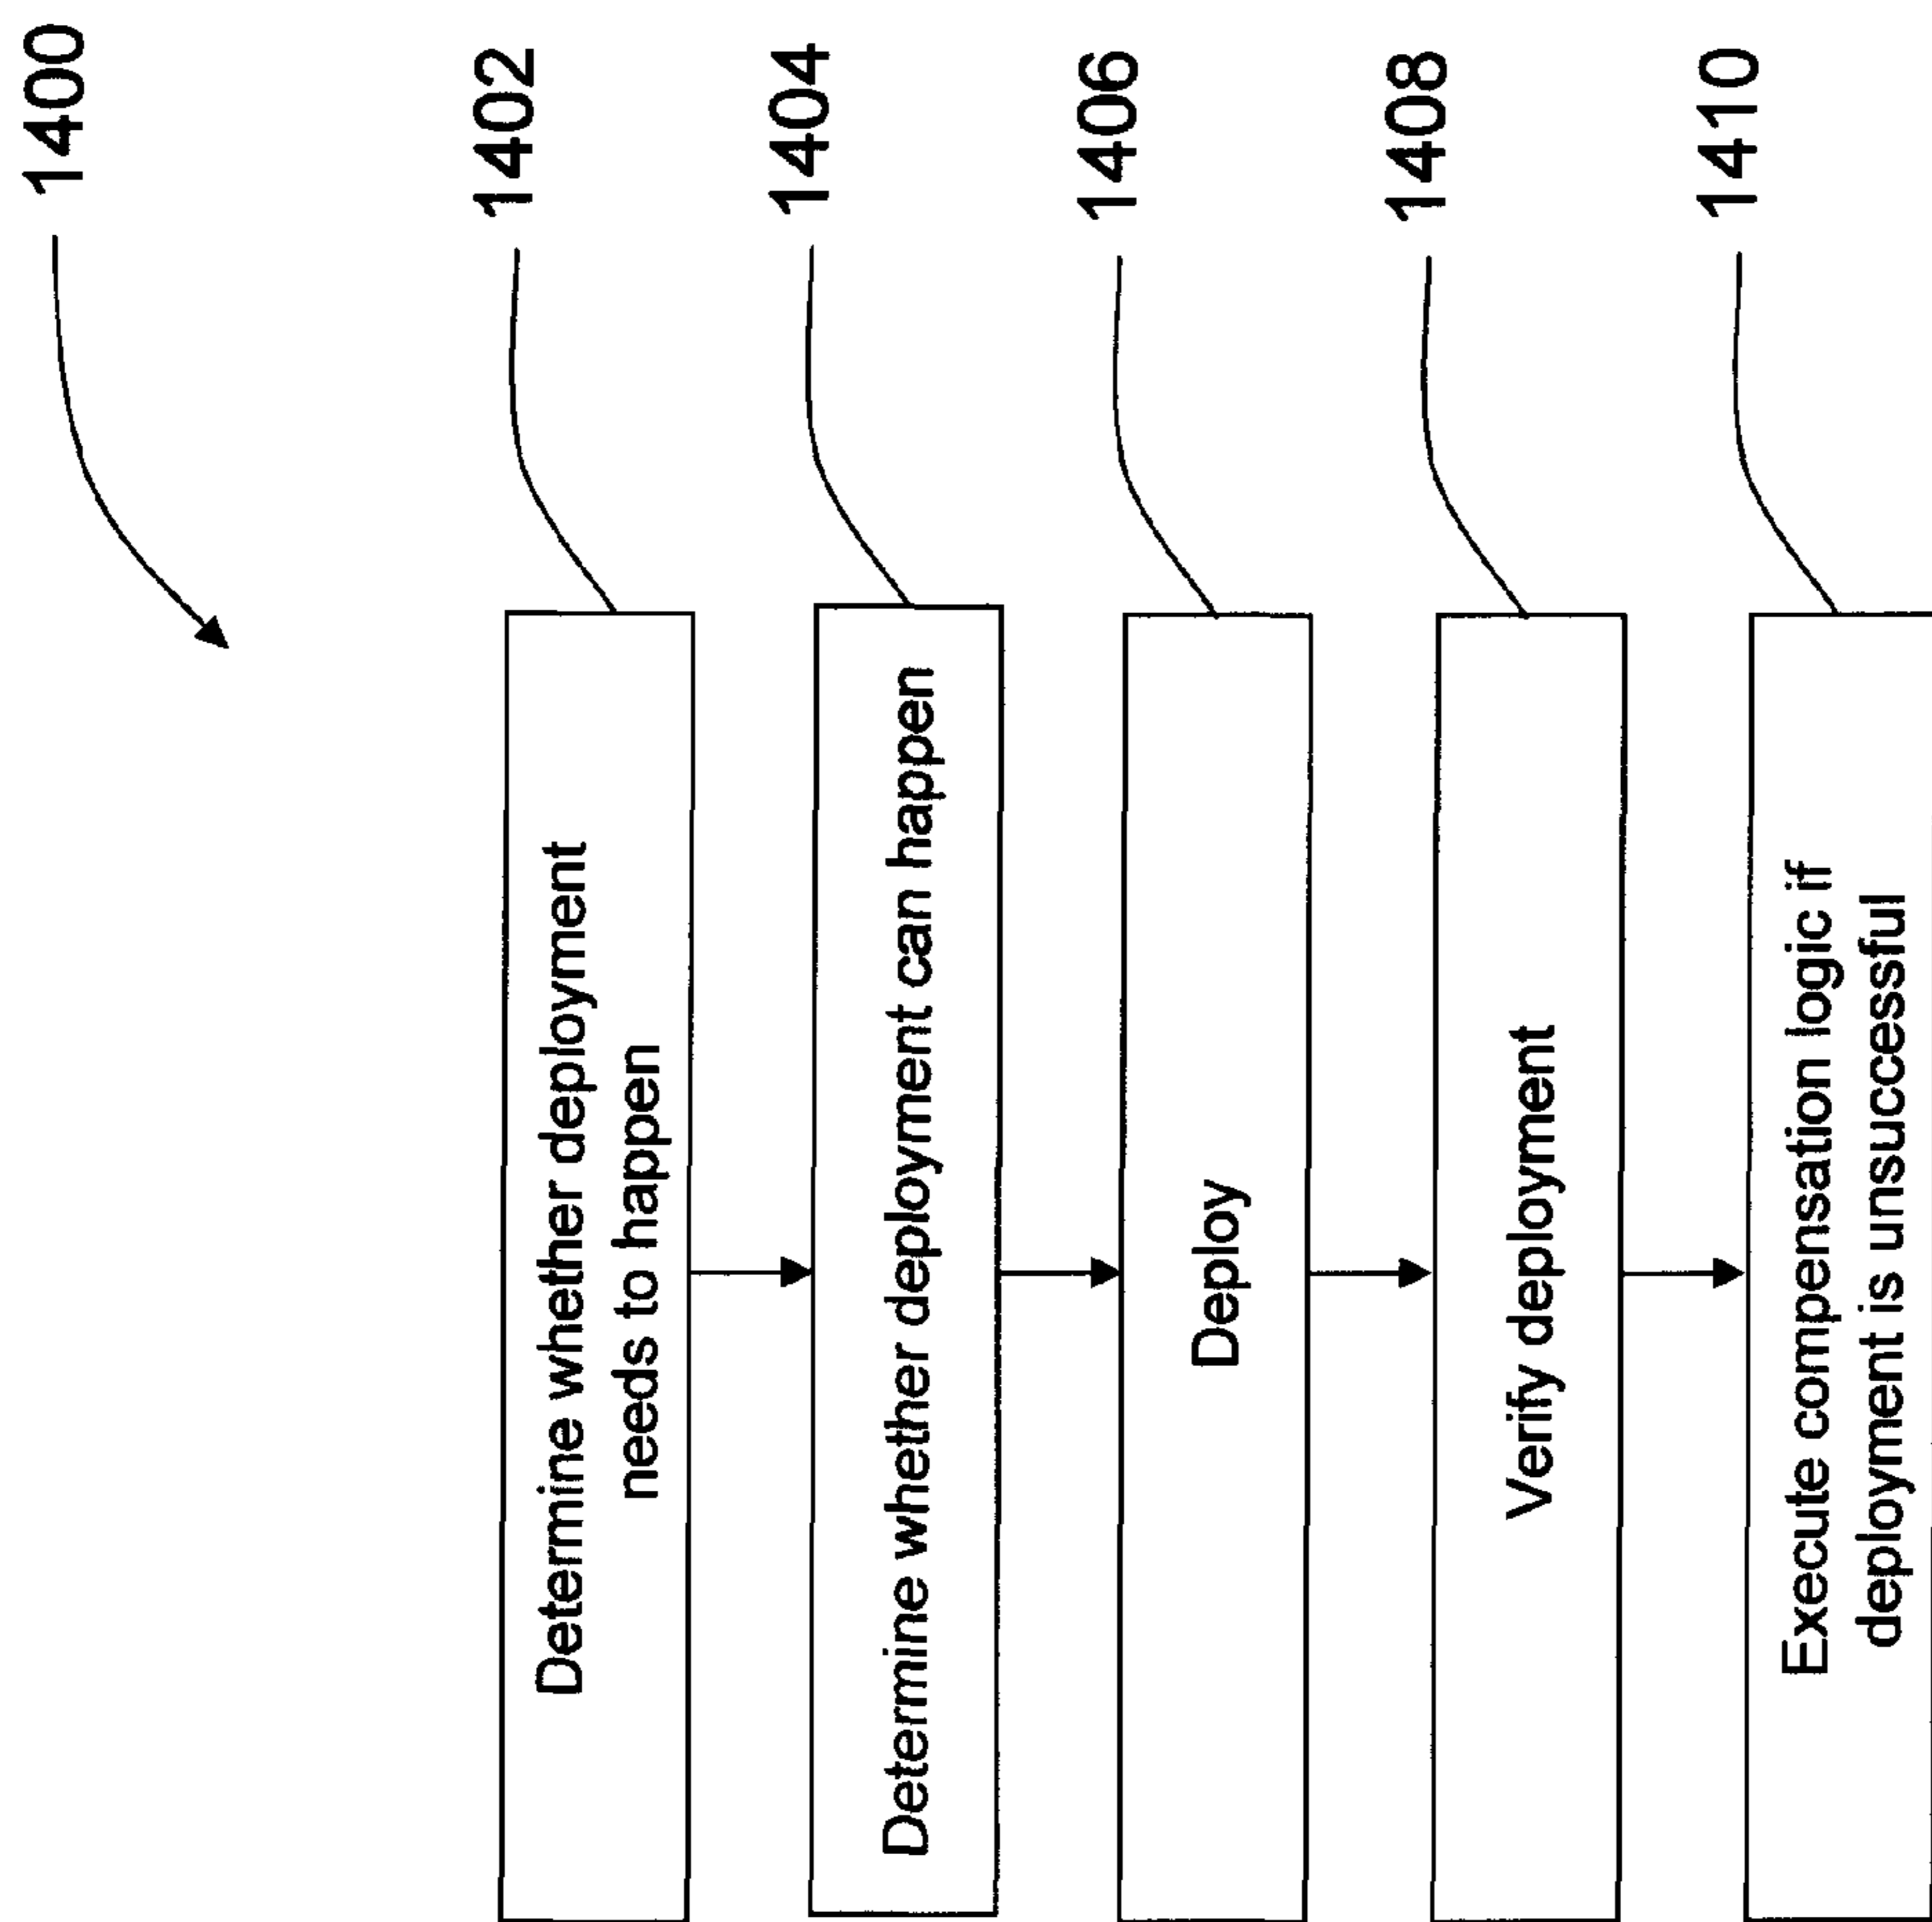 1400
Determine whether deployment
needs to happen
1402
Determine whether deployment can happen
1404
Deploy
1406
Verify deployment
1408
Execute compensation logic if
deployment is unsuccessful
1410